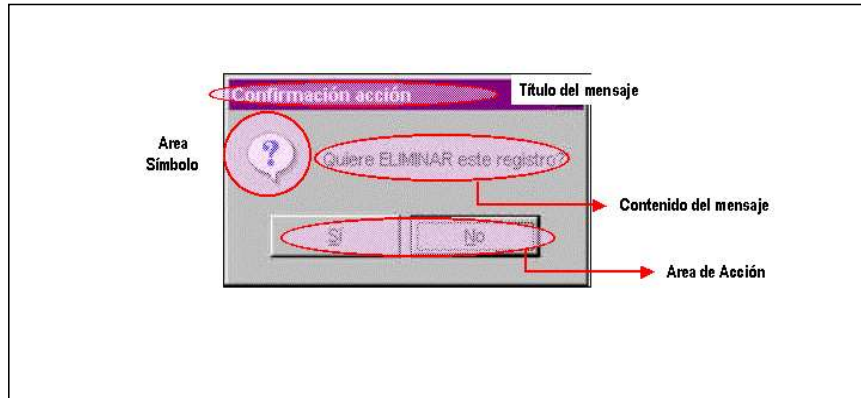 Confirmación acción
Título del mensaje
Area
Símbolo
?
Quiere ELIMINAR este registro?
Contenido del mensaje
Sí
No
Area de Acción